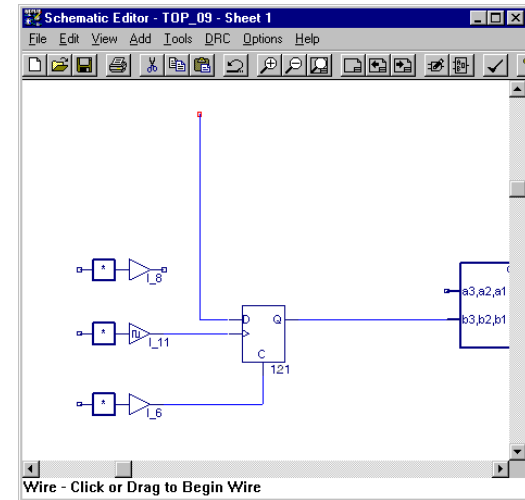 Schematic Editor - TOP_09 - Sheet 1
File Edit View Add Tools DRC Options Help
* I_8
a3,a2,a1
D Q
b3,b2,b1
* I_11
C
121
* I_6
Wire - Click or Drag to Begin Wire